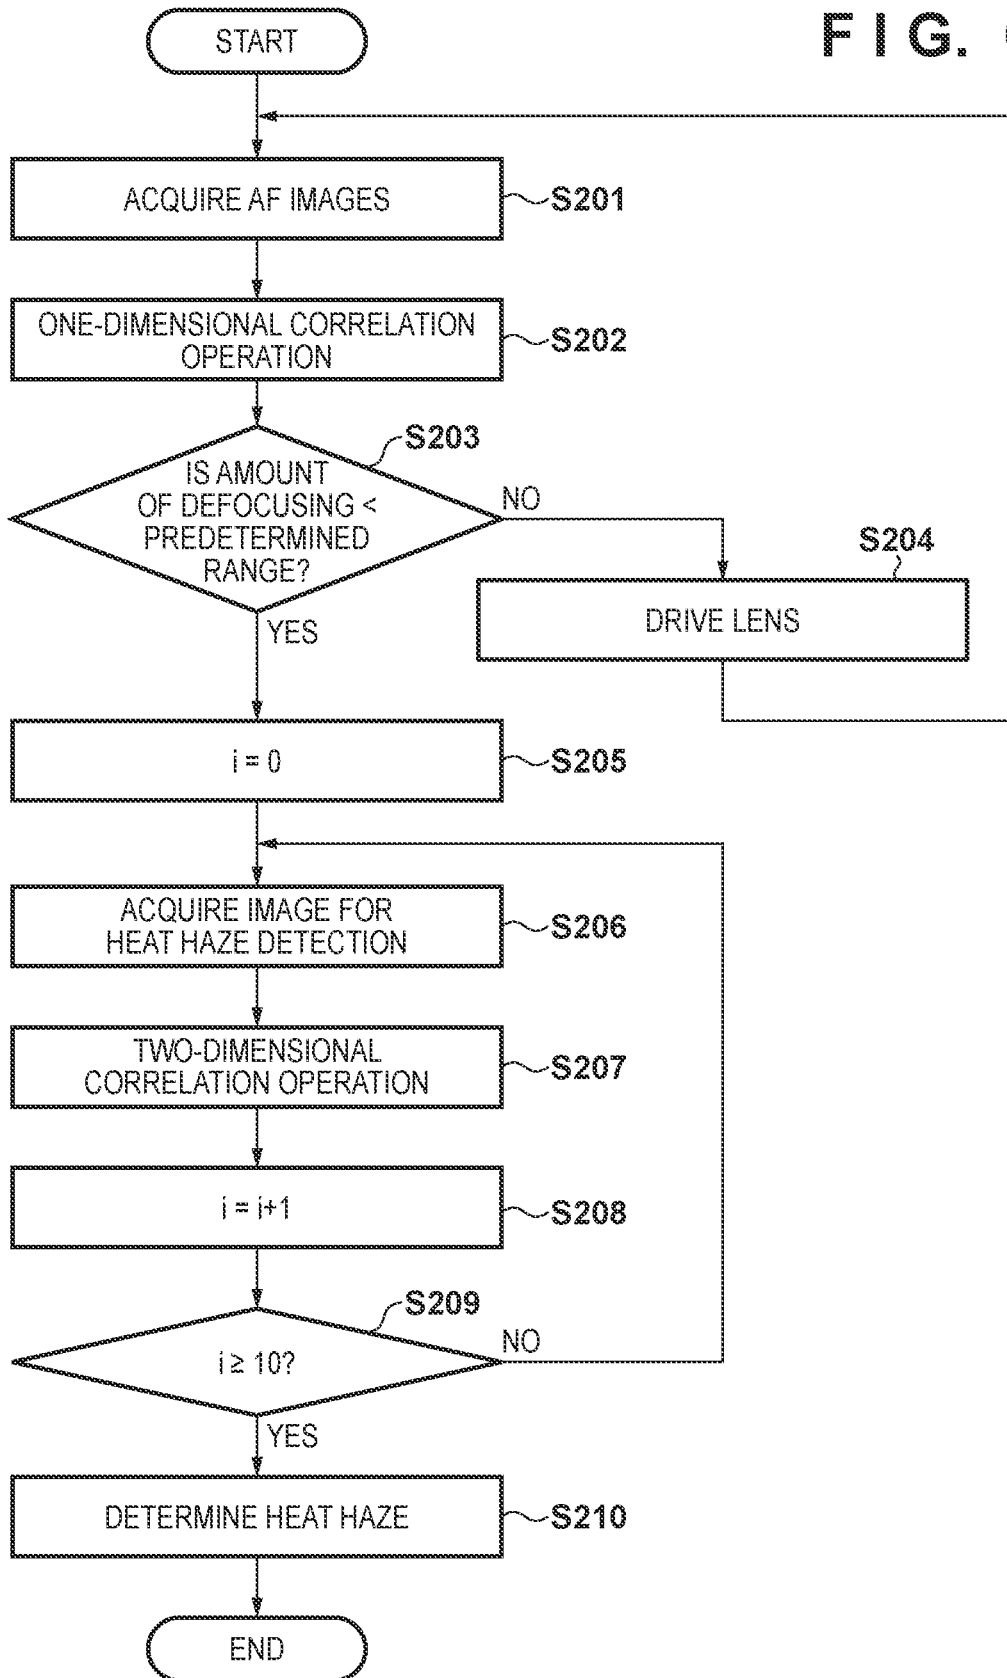 START
FIG.
ACQUIRE AF IMAGES
S201
ONE-DIMENSIONAL CORRELATION
OPERATION
S202
S203
IS AMOUNT
OF DEFOCUSING <
PREDETERMINED
RANGE?
NO
YES
S204
DRIVE LENS
i = 0
S205
ACQUIRE IMAGE FOR
HEAT HAZE DETECTION
S206
TWO-DIMENSIONAL
CORRELATION OPERATION
S207
i = i+1
S208
S209
i ≥ 10?
NO
YES
DETERMINE HEAT HAZE
S210
END